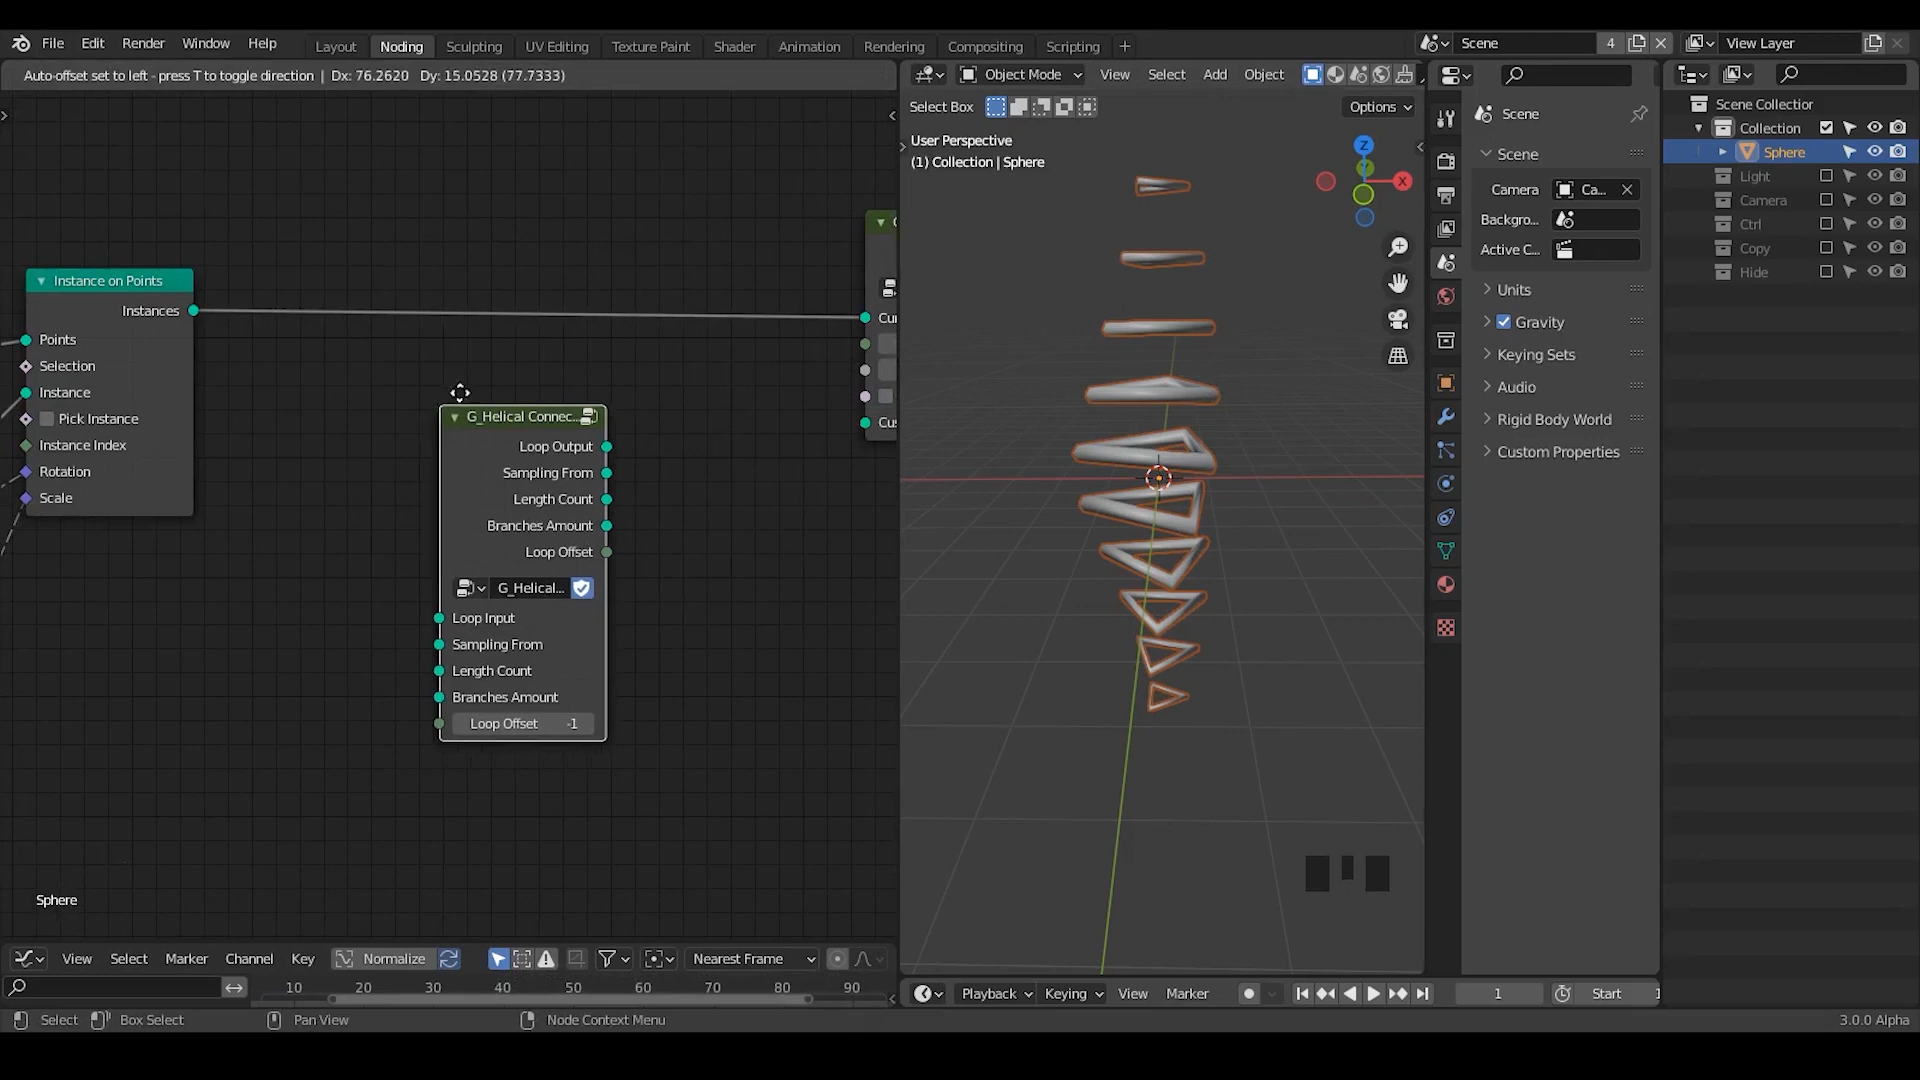 File Edit Render Window Help
Layout Noding Sculpting UV Editing Texture Paint Shader Animation Rendering Compositing Scripting +
Scene 4
View Layer
Auto-offset set to left - press T to toggle direction | Dx: 76.2620 Dy: 15.0528 (77.7333)
Object Mode View Select Add Object
Select Box
Options
User Perspective
(1) Collection | Sphere
Z
Y
X
Instance on Points
Instances
Points
Selection
Instance
Pick Instance
Instance Index
Rotation
Scale
G_Helical Connec...
Loop Output
Sampling From
Length Count
Branches Amount
Loop Offset
G_Helical...
Loop Input
Sampling From
Length Count
Branches Amount
Loop Offset -1
Cur
Cus
Sphere
Scene
Scene
Camera Ca...
Backgro...
Active C...
Units
Gravity
Keying Sets
Audio
Rigid Body World
Custom Properties
Scene Collectior
Collection
Sphere
Light
Camera
Ctrl
Copy
Hide
View Select Marker Channel Key Normalize Nearest Frame
10 20 30 40 50 60 70 80 90
Playback Keying View Marker 1 Start 1
Select Box Select Pan View Node Context Menu 3.0.0 Alpha